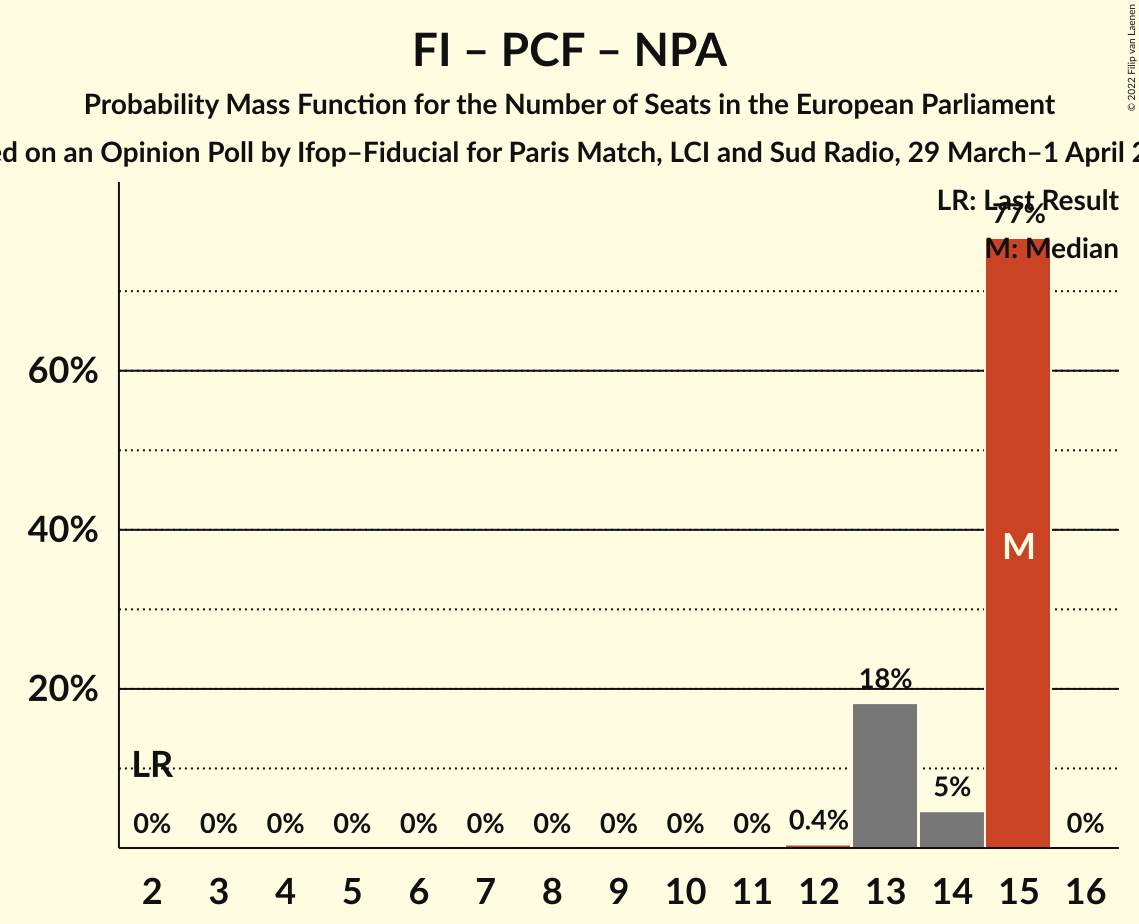 FI – PCF – NPA
Probability Mass Function for the Number of Seats in the European Parliament
on an Opinion Poll by Ifop–Fiducial for Paris Match, LCI and Sud Radio, 29 March–1 April
© 2022 Filip van Laenen
LR: Last Result
77%
M: Median
60%
40%
M
20%
18%
LR
5%
0% 0% 0% 0% 0% 0% 0% 0% 0% 0% 0.4% 0%
2 3 4 5 6 7 8 9 10 11 12 13 14 15 16